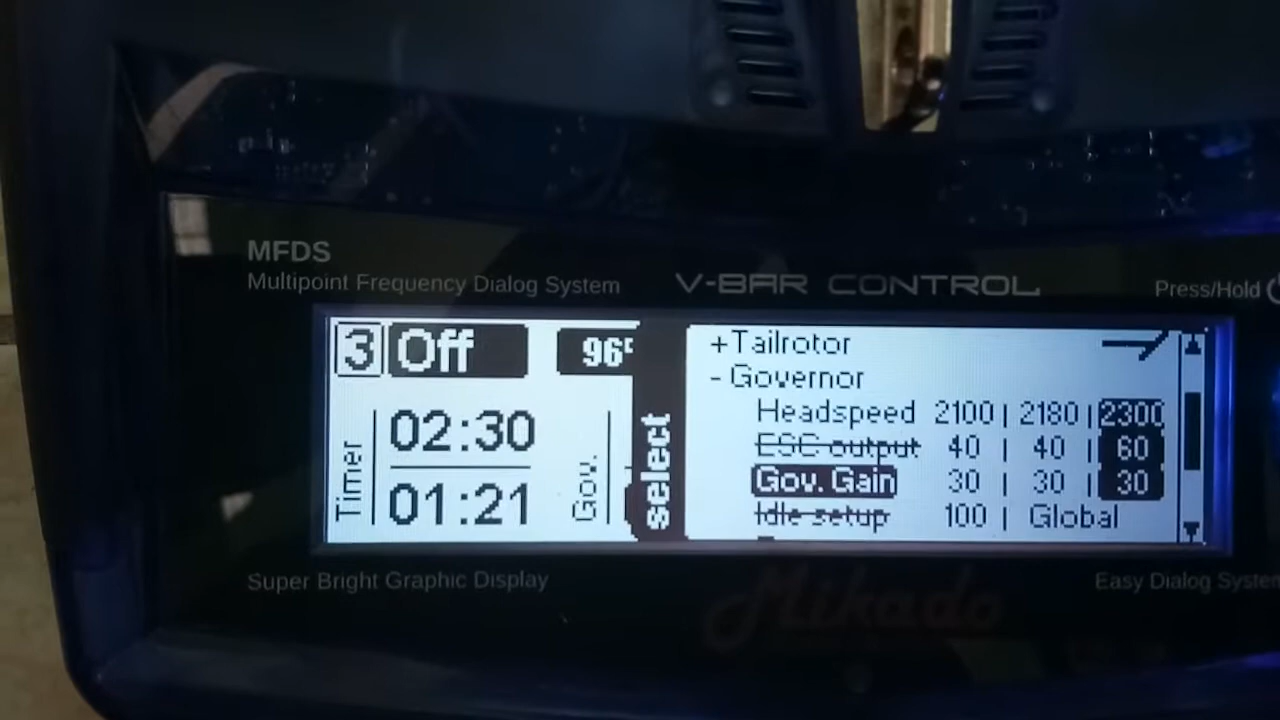 MFDS
Multipoint Frequency Dialog System
V-BAR CONTROL
Press/Hold
3 Off
96
Timer
02:30
01:21
Gov.
select
+Tailrotor
- Governor
Headspeed 2100 | 2180 | 2300
ESC output 40 | 40 | 60
Gov. Gain 30 | 30 | 30
Idle setup 100 | Global
Super Bright Graphic Display
Mikado
Easy Dialog System